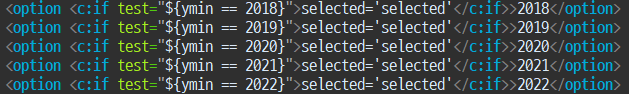 <option <c:if test="${ymin == 2018}">selected='selected'</c:if>>2018</option>
<option <c:if test="${ymin == 2019}">selected='selected'</c:if>>2019</option>
<option <c:if test="${ymin == 2020}">selected='selected'</c:if>>2020</option>
<option <c:if test="${ymin == 2021}">selected='selected'</c:if>>2021</option>
<option <c:if test="${ymin == 2022}">selected='selected'</c:if>>2022</option>